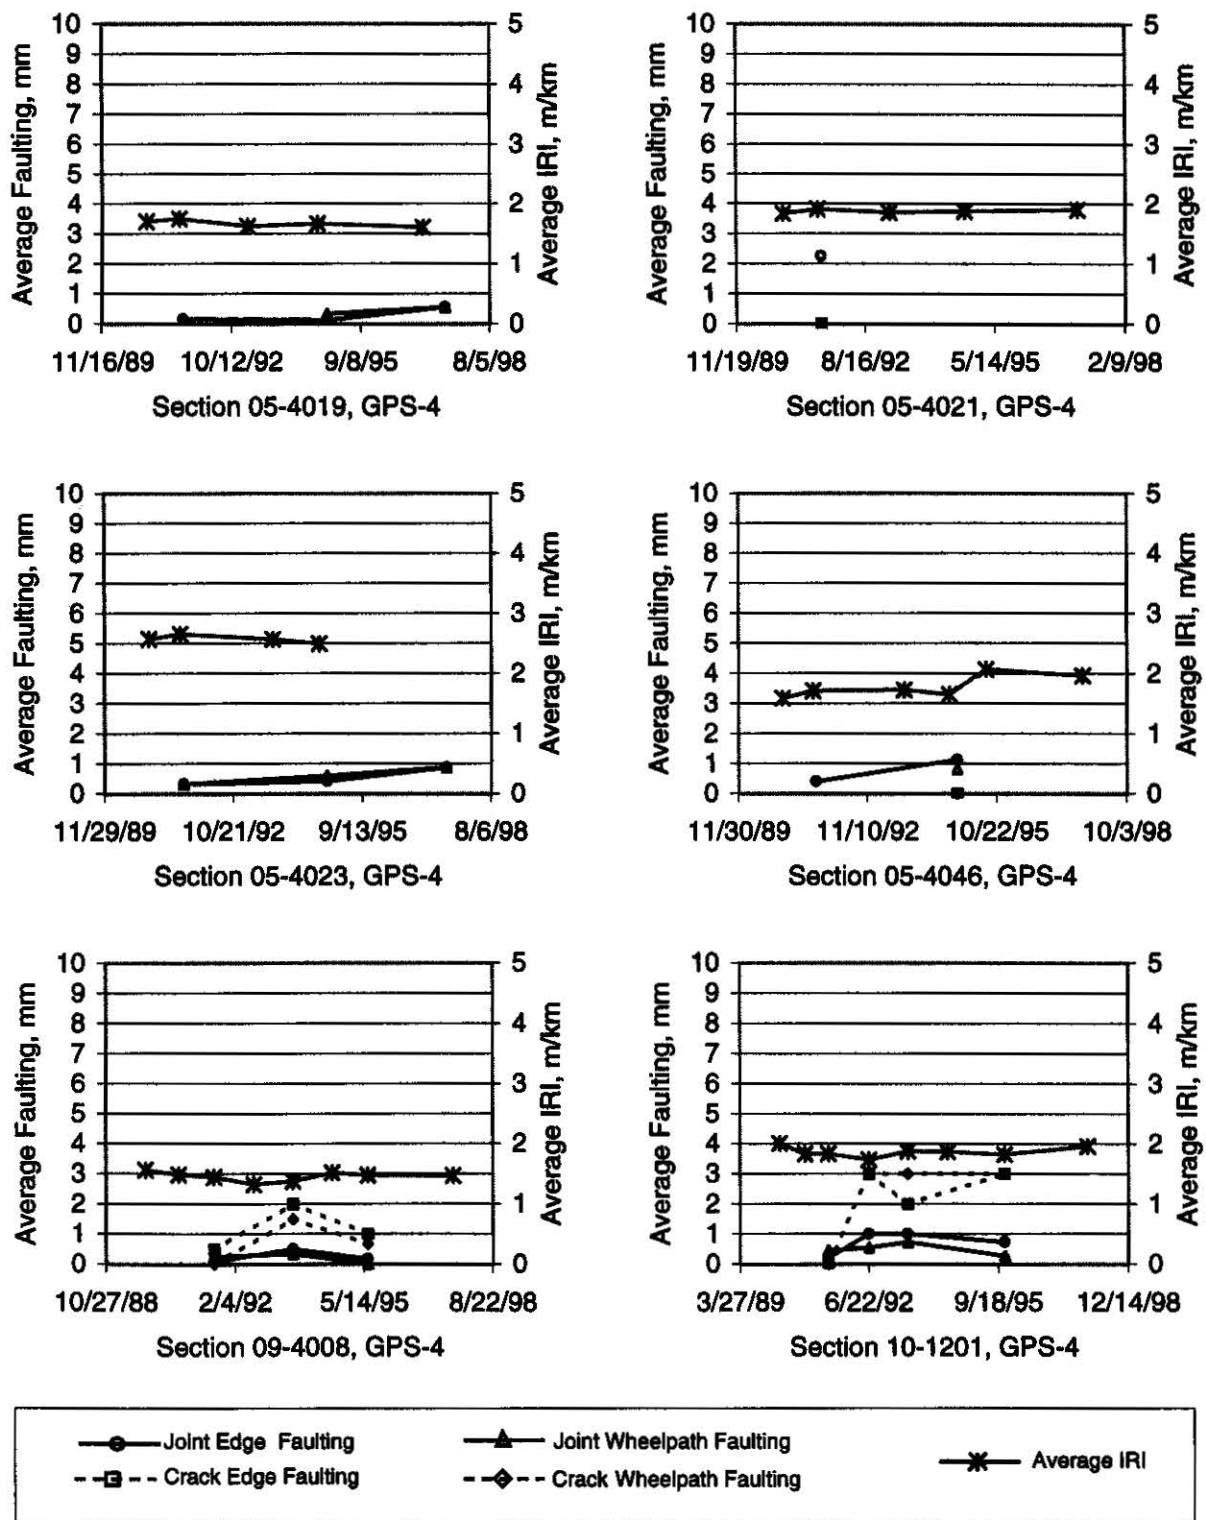 10 5
9
8 4
7
6 3
5
4 2
3
2 1
1
0 0
Average Faulting, mm
Average IRI, m/km
11/16/89 10/12/92 9/8/95 8/5/98
Section 05-4019, GPS-4
10 5
9
8 4
7
6 3
5
4 2
3
2 1
1
0 0
Average Faulting, mm
Average IRI, m/km
11/19/89 8/16/92 5/14/95 2/9/98
Section 05-4021, GPS-4
10 5
9
8 4
7
6 3
5
4 2
3
2 1
1
0 0
Average Faulting, mm
Average IRI, m/km
11/29/89 10/21/92 9/13/95 8/6/98
Section 05-4023, GPS-4
10 5
9
8 4
7
6 3
5
4 2
3
2 1
1
0 0
Average Faulting, mm
Average IRI, m/km
11/30/89 11/10/92 10/22/95 10/3/98
Section 05-4046, GPS-4
10 5
9
8 4
7
6 3
5
4 2
3
2 1
1
0 0
Average Faulting, mm
Average IRI, m/km
10/27/88 2/4/92 5/14/95 8/22/98
Section 09-4008, GPS-4
10 5
9
8 4
7
6 3
5
4 2
3
2 1
1
0 0
Average Faulting, mm
Average IRI, m/km
3/27/89 6/22/92 9/18/95 12/14/98
Section 10-1201, GPS-4
Joint Edge Faulting
Joint Wheelpath Faulting
Crack Edge Faulting
Crack Wheelpath Faulting
Average IRI